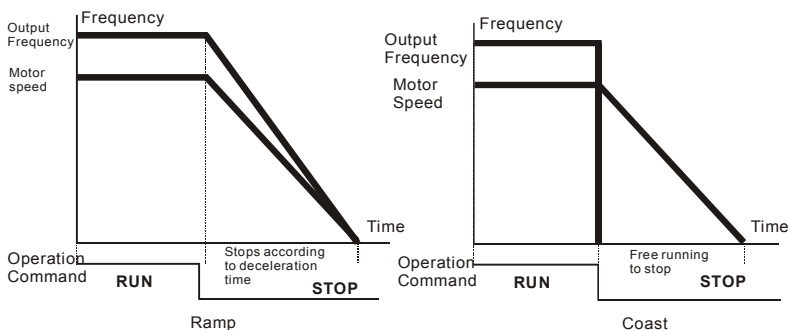 Frequency
Output
Frequency
Motor
speed
Time
Operation
Command
RUN
Stops according
to deceleration
time
STOP
Ramp
Frequency
Output
Frequency
Motor
Speed
Time
Operation
Command
RUN
Free running
to stop
STOP
Coast